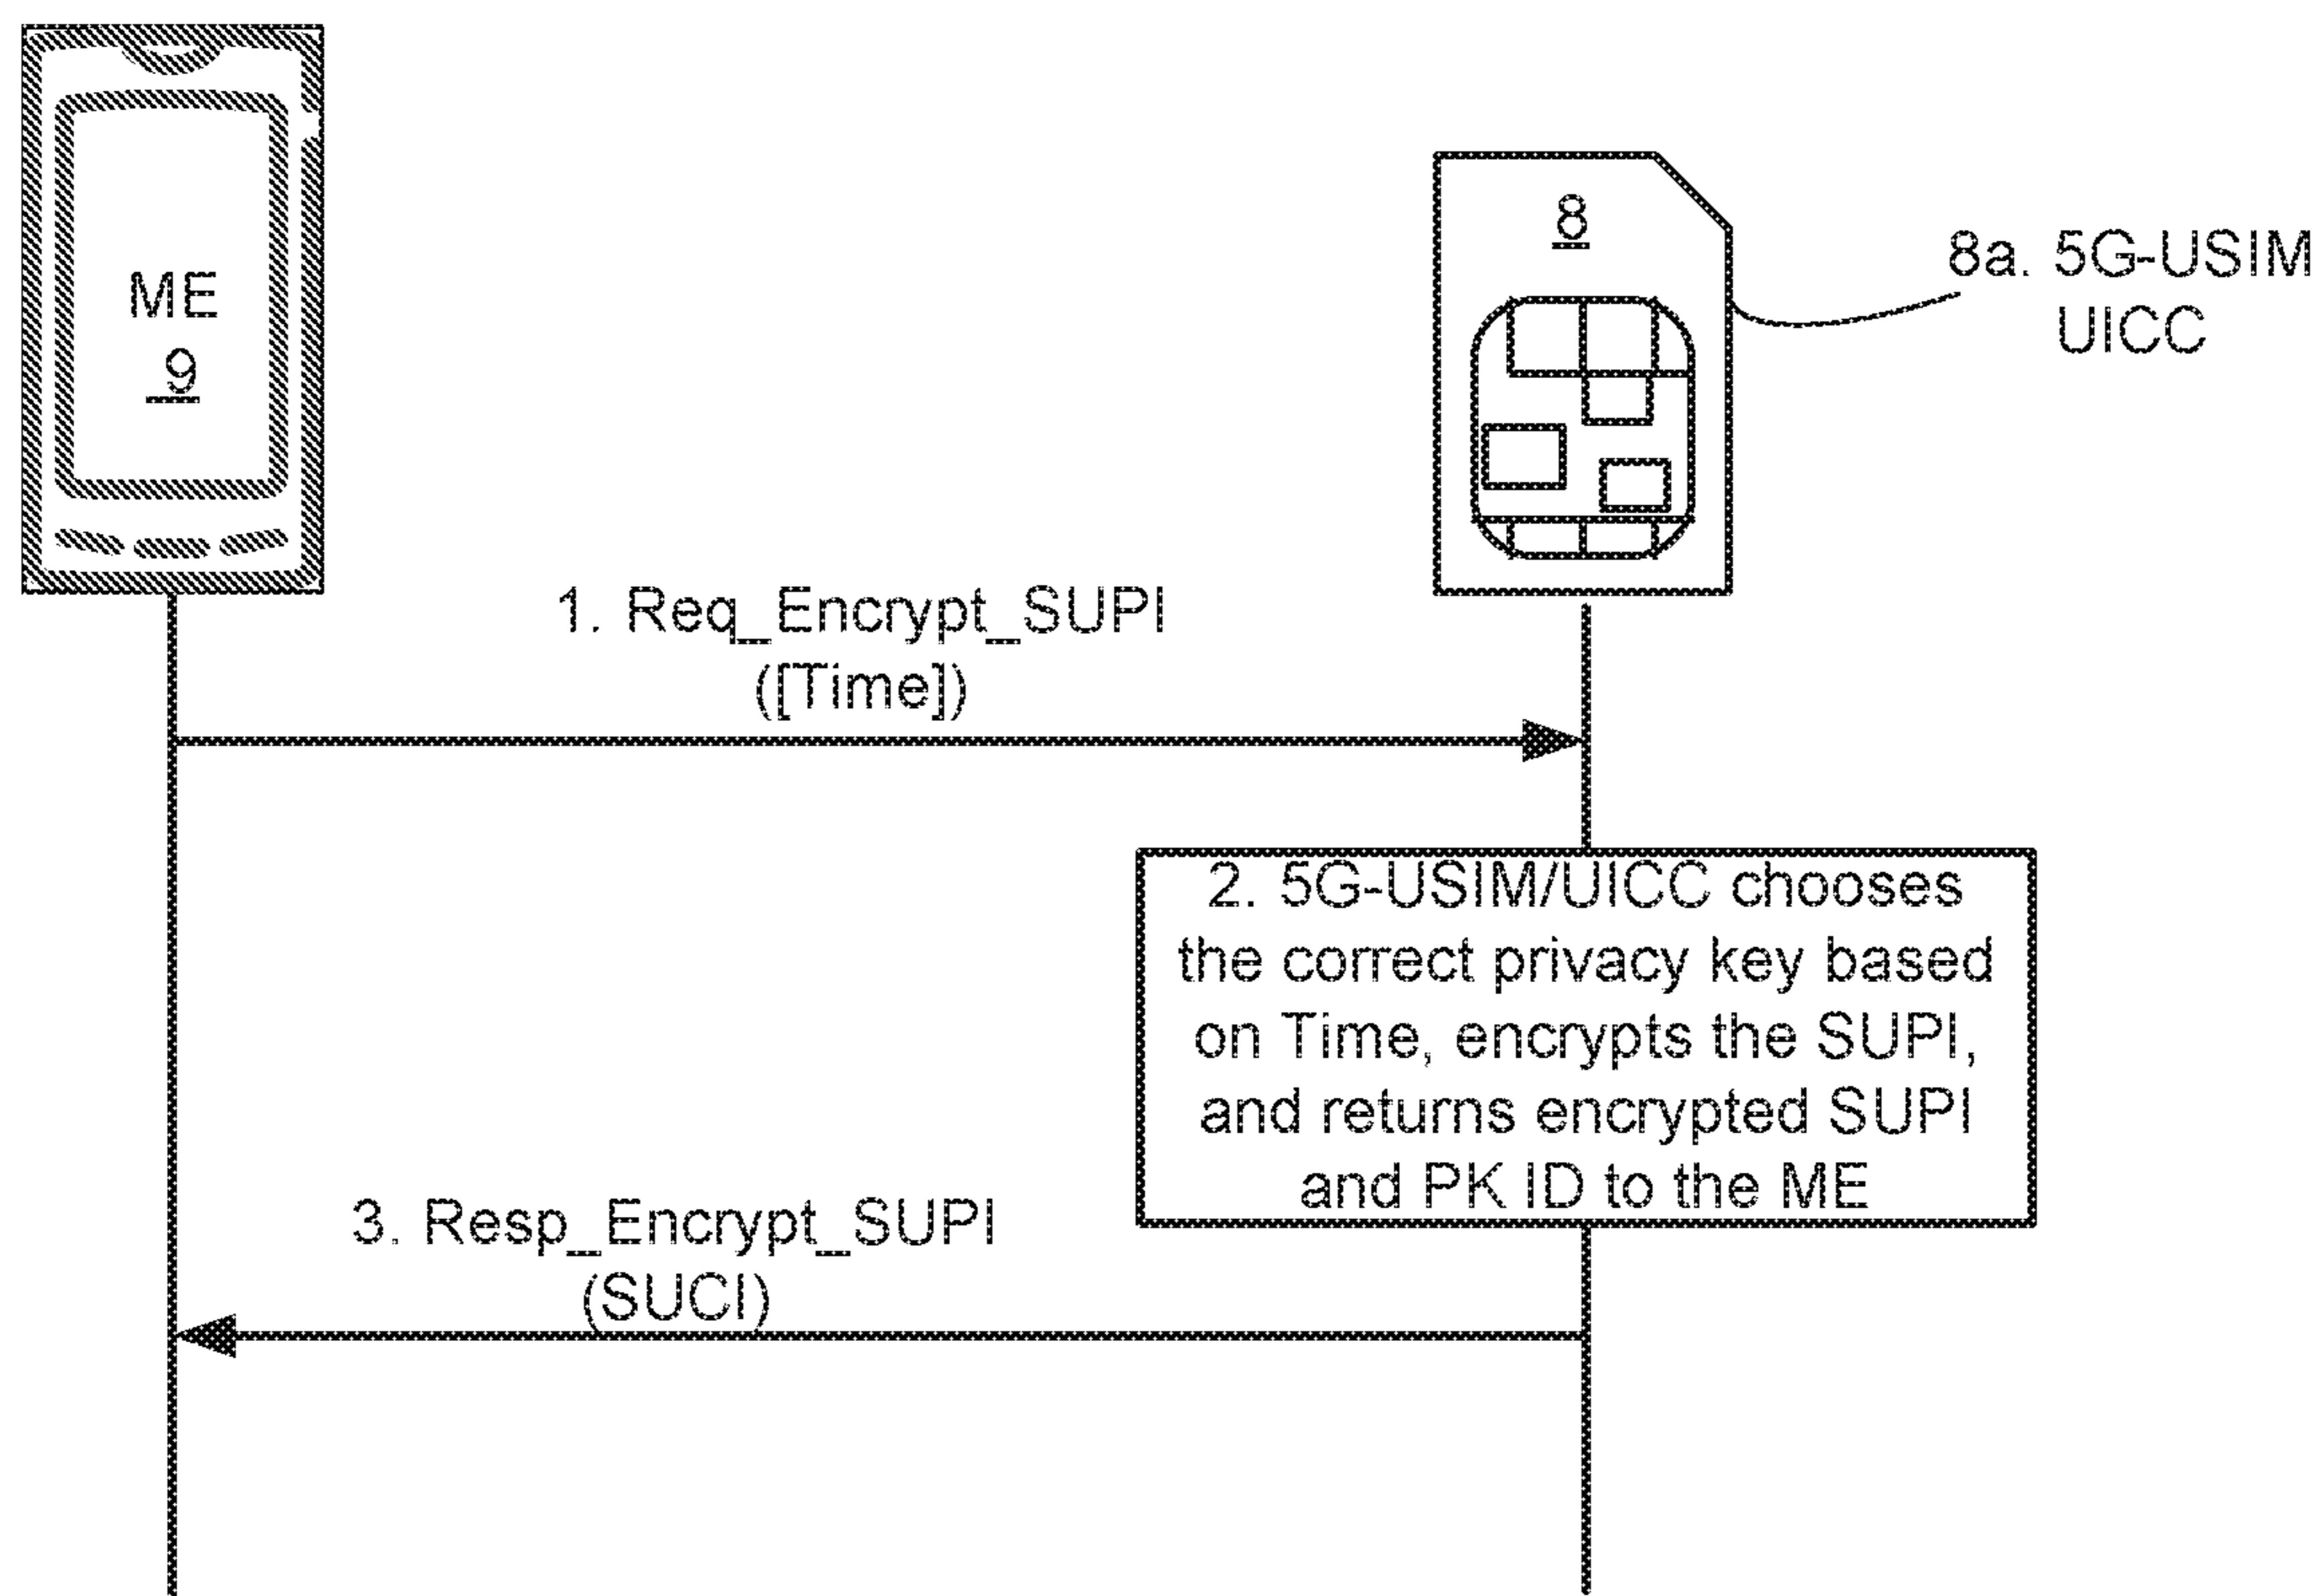 ME
9
8
8a. 5G-USIM
UICC
1. Req_Encrypt_SUPI
([Time])
2. 5G-USIM/UICC chooses
the correct privacy key based
on Time, encrypts the SUPI,
and returns encrypted SUPI
and PK ID to the ME
3. Resp_Encrypt_SUPI
(SUCI)